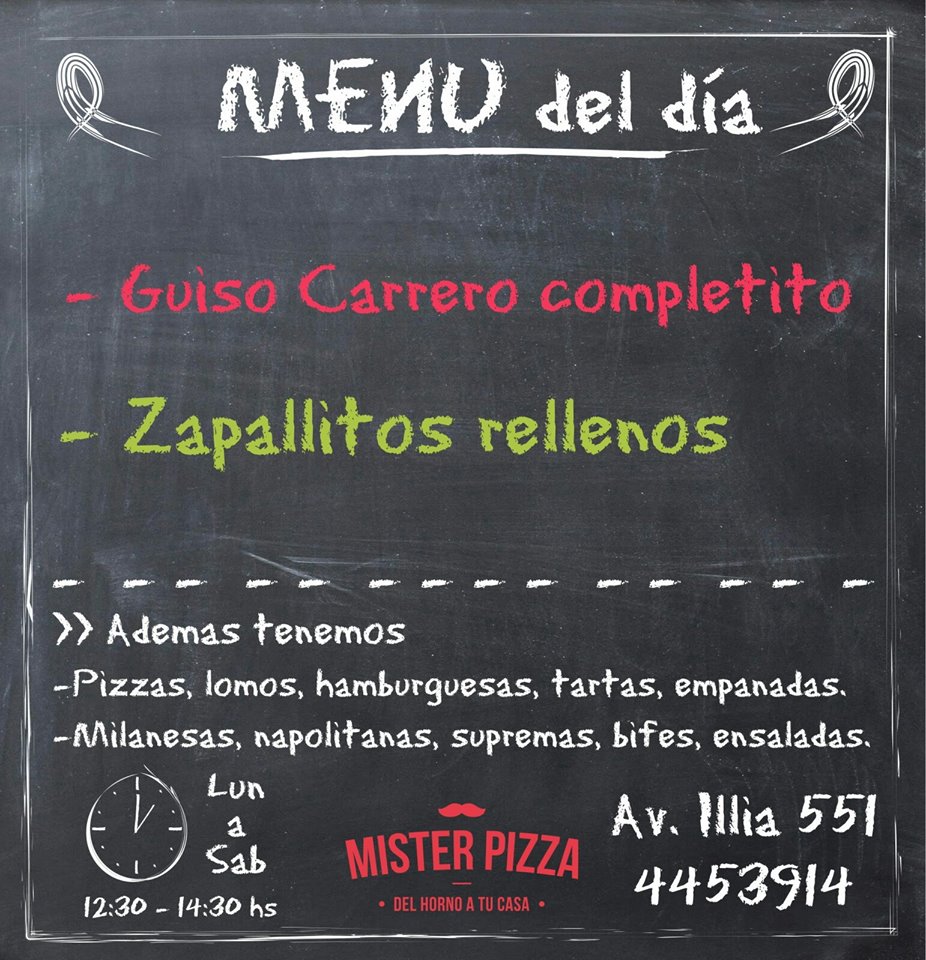 MENU del día
- Guiso Carrero completito
- Zapallitos rellenos
>> Ademas tenemos
-Pizzas, lomos, hamburguesas, tartas, empanadas.
-Milanesas, napolitanas, supremas, bifes, ensaladas.
Lun
a
Sab
12:30 - 14:30 hs
MISTER PIZZA
• DEL HORNO A TU CASA •
Av. Illia 551
4453914